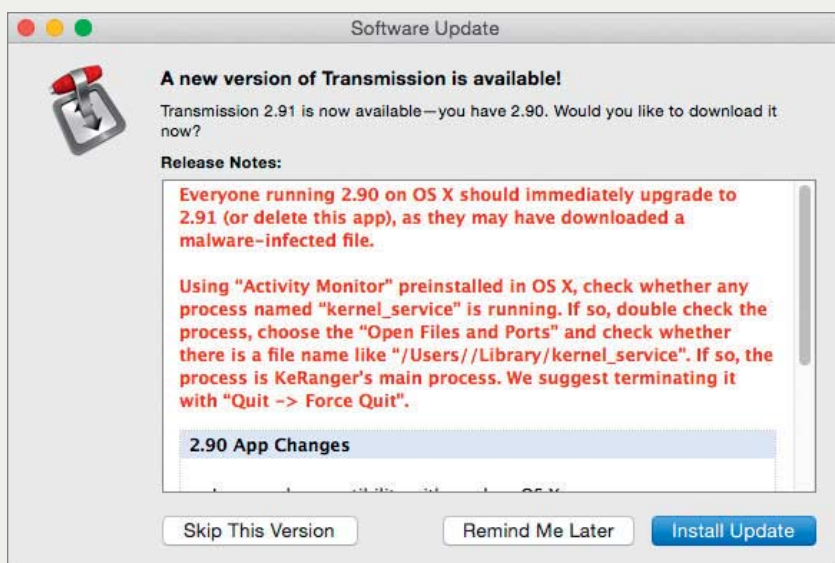 Software Update
A new version of Transmission is available!
Transmission 2.91 is now available—you have 2.90. Would you like to download it
now?
Release Notes:
Everyone running 2.90 on OS X should immediately upgrade to
2.91 (or delete this app), as they may have downloaded a
malware-infected file.
Using "Activity Monitor" preinstalled in OS X, check whether any
process named "kernel_service" is running. If so, double check the
process, choose the "Open Files and Ports" and check whether
there is a file name like "/Users//Library/kernel_service". If so, the
process is KeRanger's main process. We suggest terminating it
with "Quit -> Force Quit".
2.90 App Changes
Skip This Version
Remind Me Later
Install Update